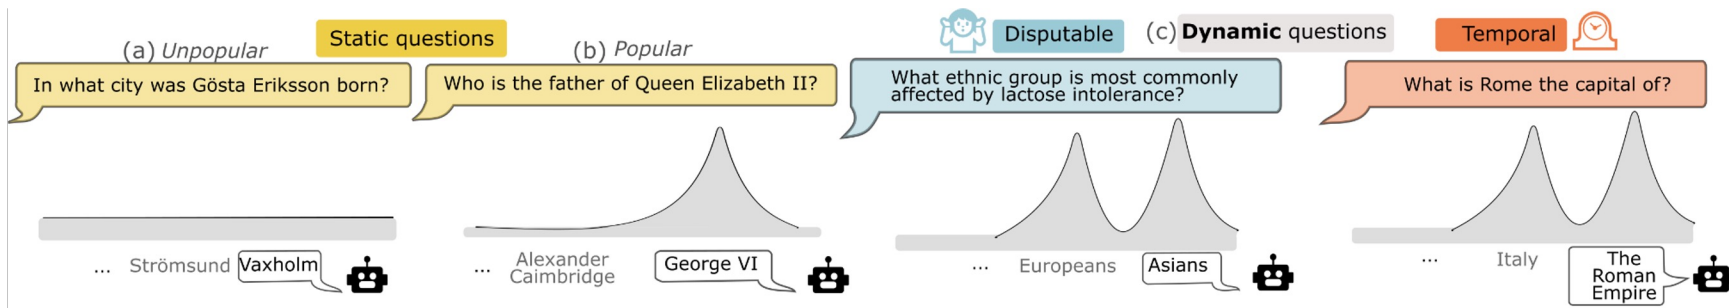 Static questions
(a) Unpopular
(b) Popular
Disputable
(c) Dynamic questions
Temporal
In what city was Gösta Eriksson born?
Who is the father of Queen Elizabeth II?
What ethnic group is most commonly
affected by lactose intolerance?
What is Rome the capital of?
... Strömsund Vaxholm
... Alexander
Caimbridge
George VI
... Europeans Asians
... Italy
The
Roman
Empire